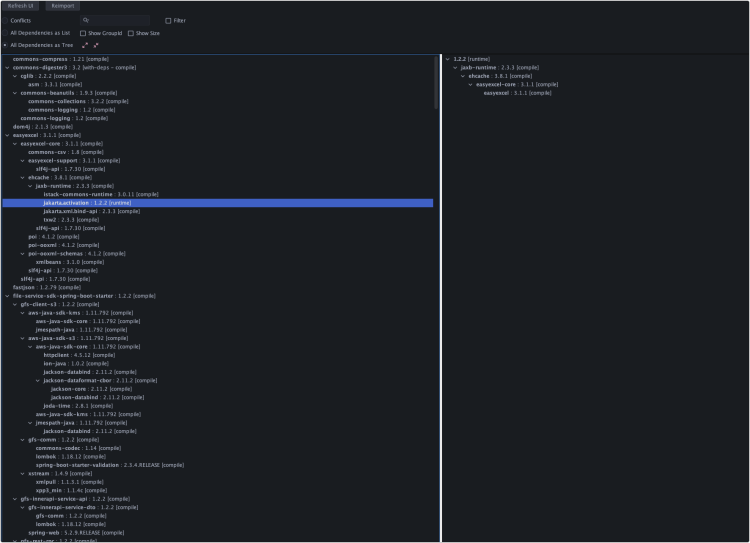 Refresh UI
Reimport
Conflicts
Filter
All Dependencies as List
Show GroupId
Show Size
All Dependencies as Tree
commons-compress : 1.21 [compile]
commons-digester3 : 3.2 (with-deps - compile)
cglib : 2.2.2 [compile]
asm : 3.3.1 [compile]
commons-beanutils : 1.9.3 [compile]
commons-collections : 3.2.2 [compile]
commons-logging : 1.2 [compile]
commons-logging : 1.2 [compile]
dom4j : 2.1.3 [compile]
easyexcel : 3.1.1 [compile]
easyexcel-core : 3.1.1 [compile]
commons-csv : 1.8 [compile]
easyexcel-support : 3.1.1 [compile]
slf4j-api : 1.7.30 [compile]
ehcache : 3.8.1 [compile]
jaxb-runtime : 2.3.3 [compile]
istack-commons-runtime : 3.0.11 [compile]
jakarta.activation : 1.2.2 [runtime]
jakarta.xml.bind-api : 2.3.3 [compile]
txw2 : 2.3.3 [compile]
slf4j-api : 1.7.30 [compile]
poi : 4.1.2 [compile]
poi-ooxml : 4.1.2 [compile]
poi-ooxml-schemas : 4.1.2 [compile]
xmlbeans : 3.1.0 [compile]
slf4j-api : 1.7.30 [compile]
slf4j-api : 1.7.30 [compile]
fastjson : 1.2.79 [compile]
file-service-sdk-spring-boot-starter : 1.2.2 [compile]
gfs-client-s3 : 1.2.2 [compile]
aws-java-sdk-kms : 1.11.792 [compile]
aws-java-sdk-core : 1.11.792 [compile]
jmespath-java : 1.11.792 [compile]
aws-java-sdk-s3 : 1.11.792 [compile]
aws-java-sdk-core : 1.11.792 [compile]
httpclient : 4.5.12 [compile]
ion-java : 1.0.2 [compile]
jackson-databind : 2.11.2 [compile]
jackson-dataformat-cbor : 2.11.2 [compile]
jackson-core : 2.11.2 [compile]
jackson-databind : 2.11.2 [compile]
joda-time : 2.8.1 [compile]
aws-java-sdk-kms : 1.11.792 [compile]
jmespath-java : 1.11.792 [compile]
jackson-databind : 2.11.2 [compile]
gfs-comm : 1.2.2 [compile]
commons-codec : 1.14 [compile]
lombok : 1.18.12 [compile]
spring-boot-starter-validation : 2.3.4.RELEASE [compile]
xstream : 1.4.9 [compile]
xmlpull : 1.1.3.1 [compile]
xpp3_min : 1.1.4c [compile]
gfs-innerapi-service-api : 1.2.2 [compile]
gfs-innerapi-service-dto : 1.2.2 [compile]
gfs-comm : 1.2.2 [compile]
lombok : 1.18.12 [compile]
spring-web : 5.2.9.RELEASE [compile]
gfs-rest-rpc : 1.2.2 [compile]
1.2.2 [runtime]
jaxb-runtime : 2.3.3 [compile]
ehcache : 3.8.1 [compile]
easyexcel-core : 3.1.1 [compile]
easyexcel : 3.1.1 [compile]